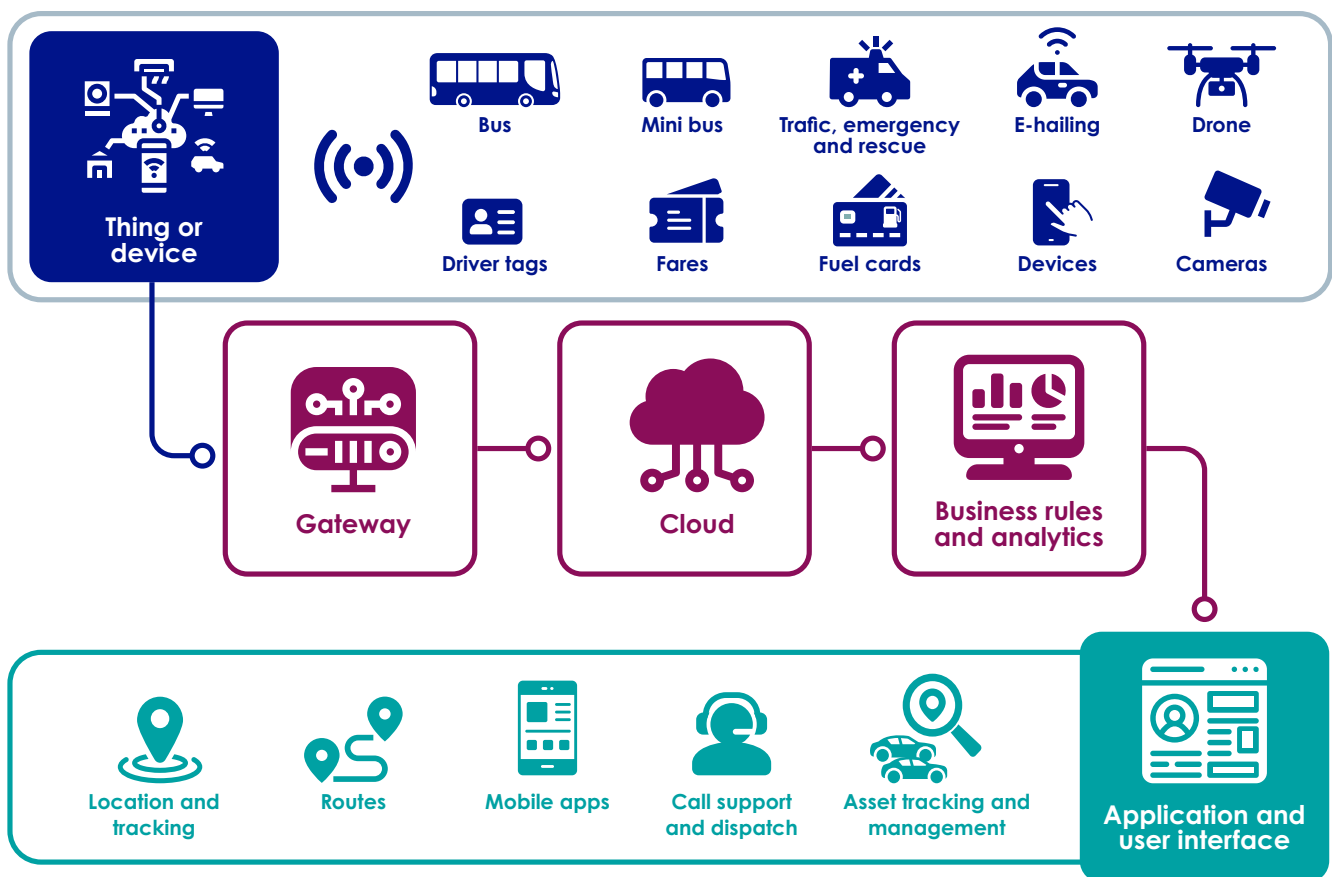 Thing or
device
Bus
Mini bus
Trafic, emergency
and rescue
E-hailing
Drone
Driver tags
Fares
Fuel cards
Devices
Cameras
Gateway
Cloud
Business rules
and analytics
Location and
tracking
Routes
Mobile apps
Call support
and dispatch
Asset tracking and
management
Application and
user interface